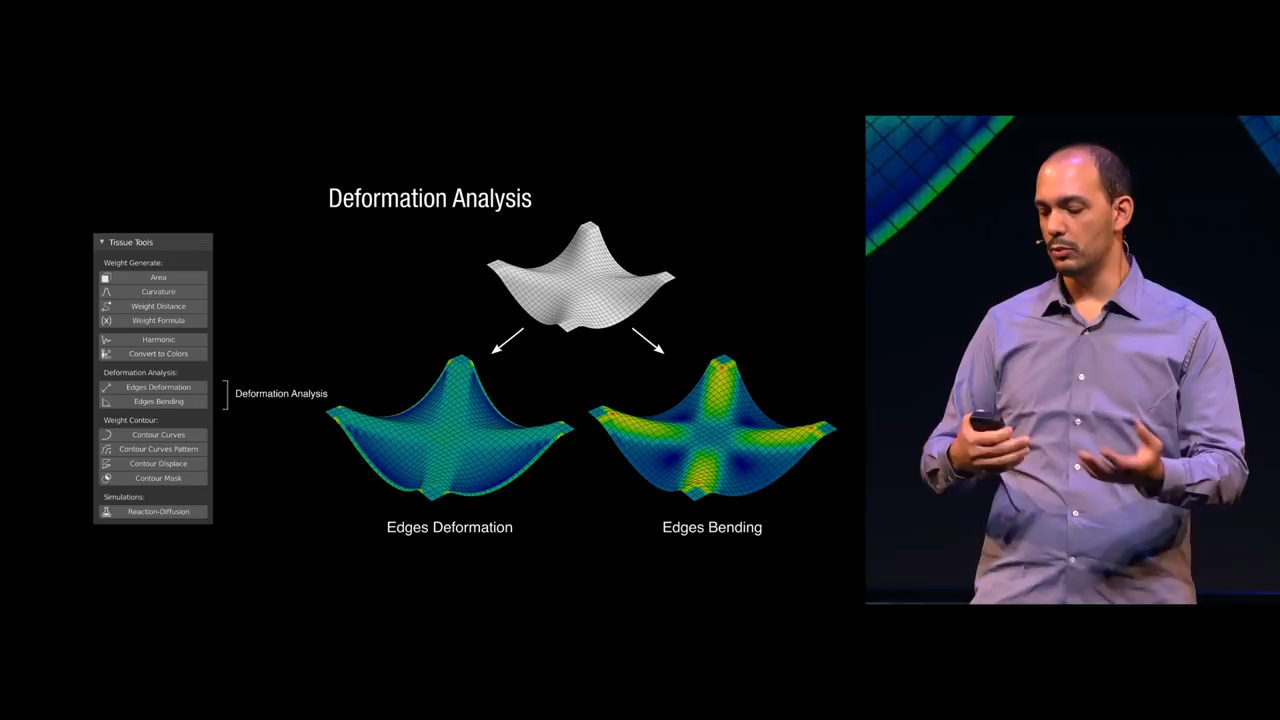 Deformation Analysis
Tissue Tools
Weight Generate:
Area
Curvature
Weight Distance
(x) Weight Formula
Harmonic
Convert to Colors
Deformation Analysis:
Edges Deformation
Edges Bending
Weight Contour:
Contour Curves
Contour Curves Pattern
Contour Displace
Contour Mask
Simulations:
Reaction-Diffusion
Deformation Analysis
Edges Deformation
Edges Bending